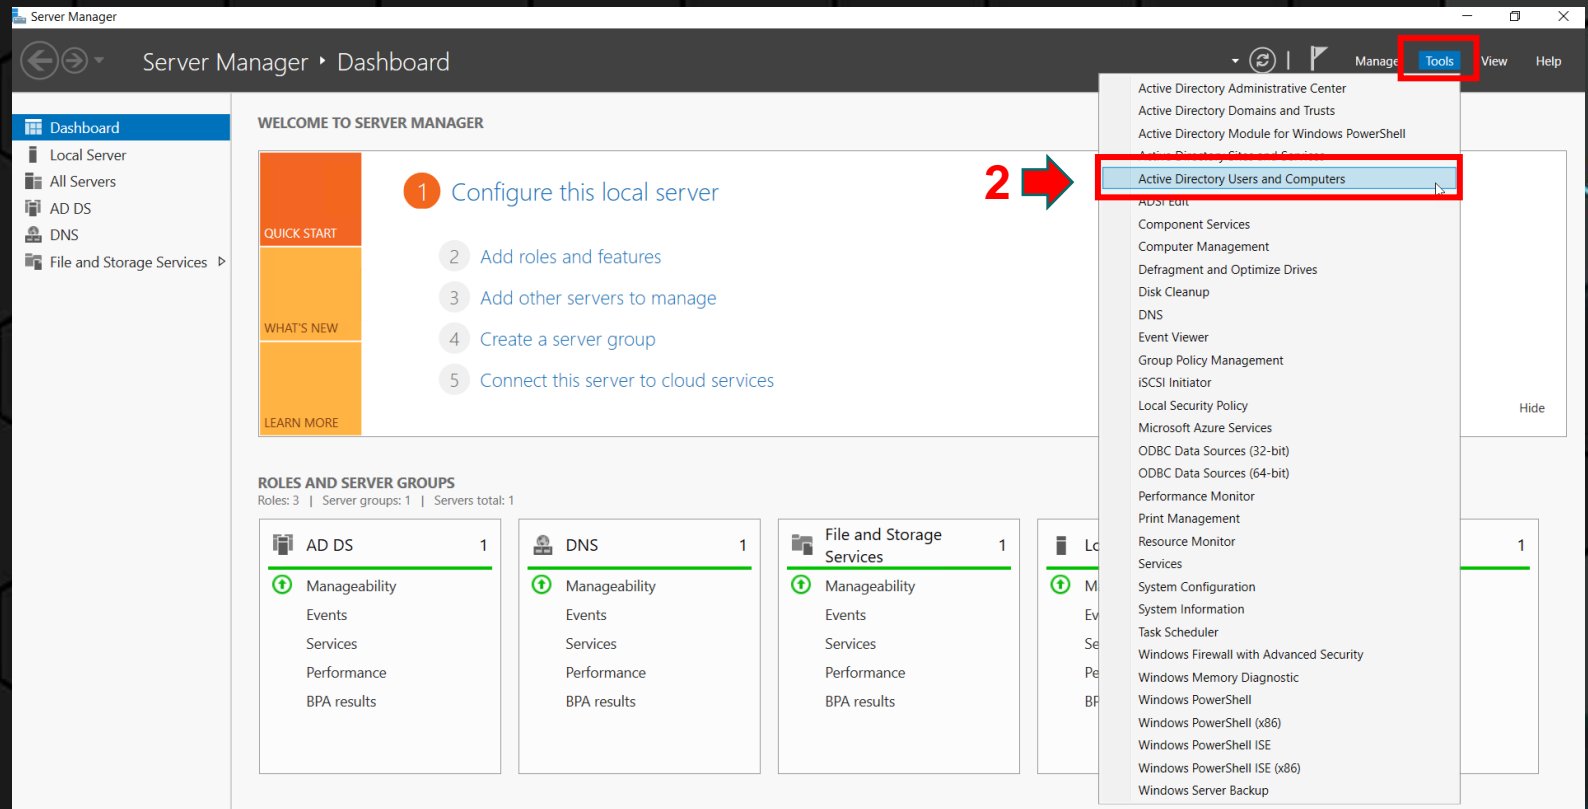 Server Manager
Server Manager ‣ Dashboard
Manage Tools View Help
Dashboard
Local Server
All Servers
AD DS
DNS
File and Storage Services
WELCOME TO SERVER MANAGER
QUICK START
WHAT'S NEW
LEARN MORE
1 Configure this local server
2 Add roles and features
3 Add other servers to manage
4 Create a server group
5 Connect this server to cloud services
Hide
2
Active Directory Administrative Center
Active Directory Domains and Trusts
Active Directory Module for Windows PowerShell
Active Directory Sites and Services
Active Directory Users and Computers
ADSI Edit
Component Services
Computer Management
Defragment and Optimize Drives
Disk Cleanup
DNS
Event Viewer
Group Policy Management
iSCSI Initiator
Local Security Policy
Microsoft Azure Services
ODBC Data Sources (32-bit)
ODBC Data Sources (64-bit)
Performance Monitor
Print Management
Resource Monitor
Services
System Configuration
System Information
Task Scheduler
Windows Firewall with Advanced Security
Windows Memory Diagnostic
Windows PowerShell
Windows PowerShell (x86)
Windows PowerShell ISE
Windows PowerShell ISE (x86)
Windows Server Backup
ROLES AND SERVER GROUPS
Roles: 3 | Server groups: 1 | Servers total: 1
AD DS 1
Manageability
Events
Services
Performance
BPA results
DNS 1
Manageability
Events
Services
Performance
BPA results
File and Storage
Services 1
Manageability
Events
Services
Performance
BPA results
1